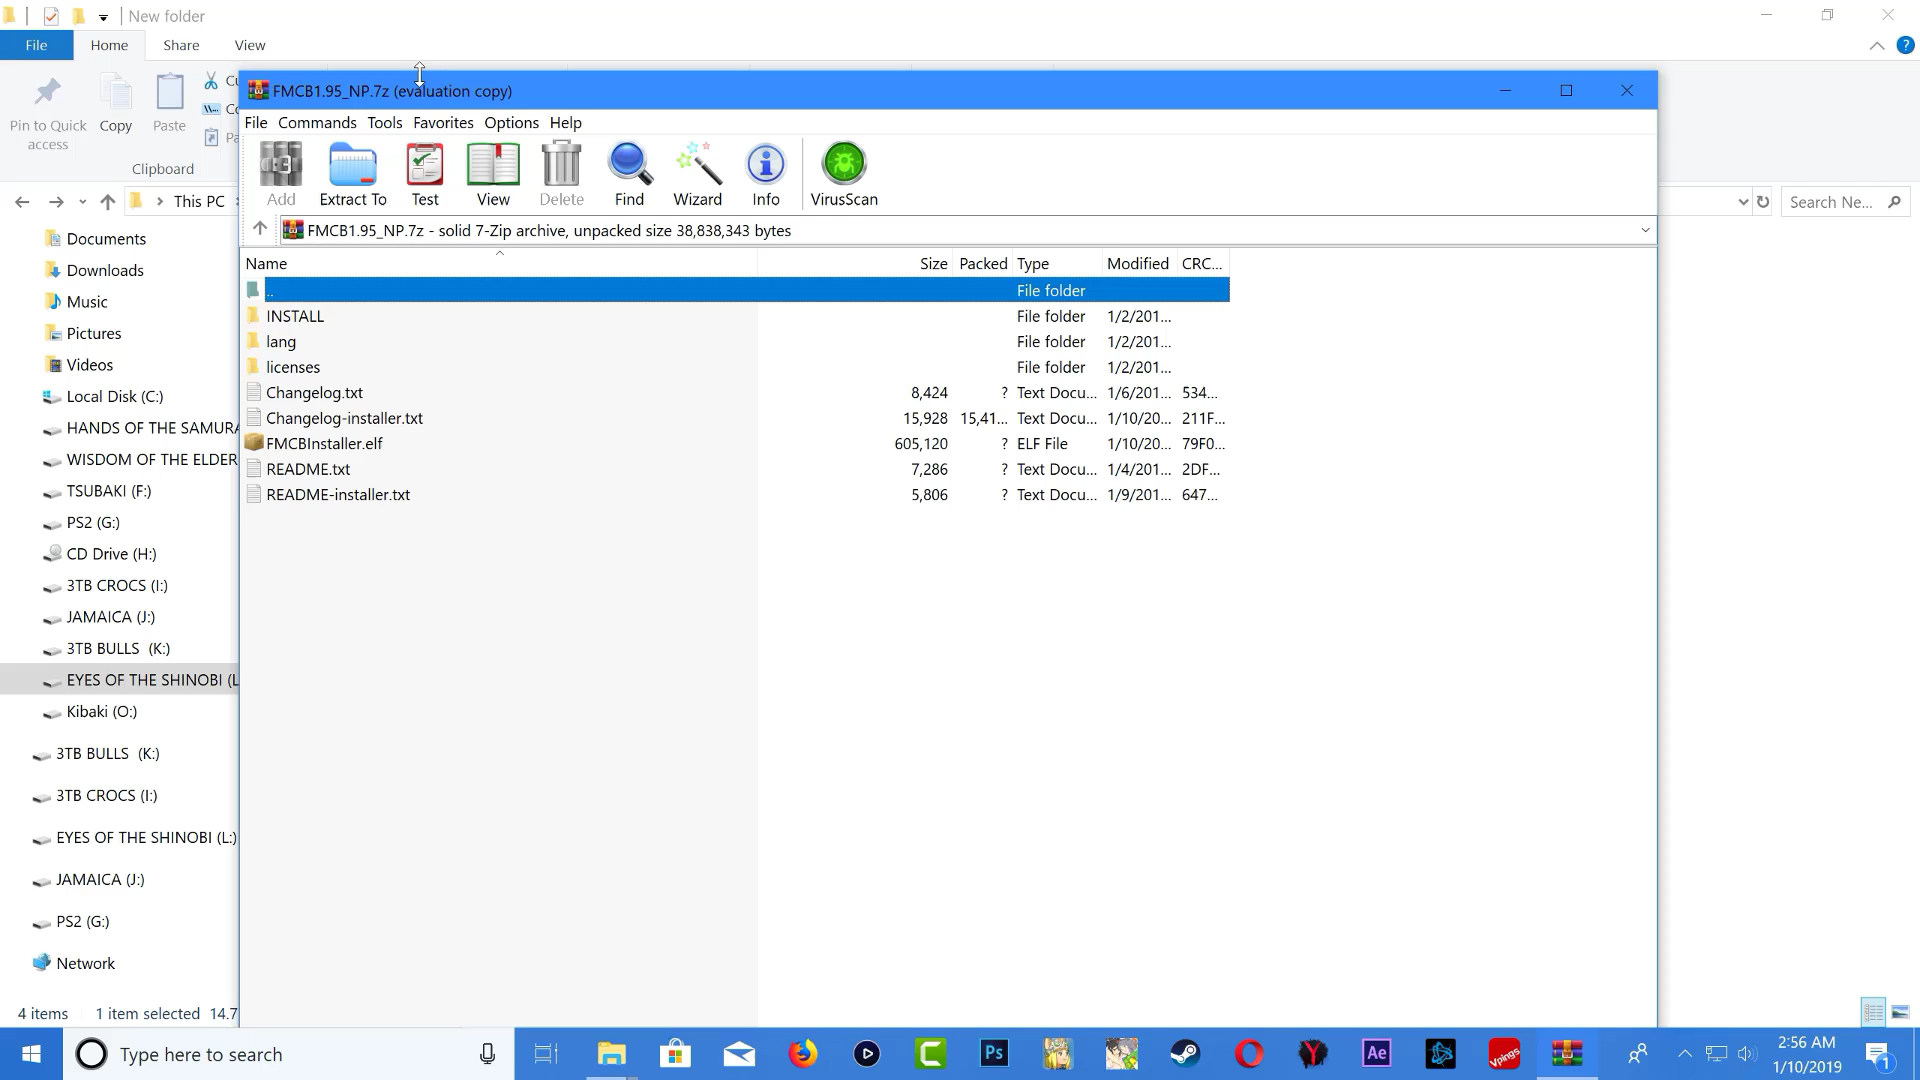 New folder
File Home Share View
Pin to Quick access
Copy
Paste
Clipboard
This PC
Search Ne...
FMCB1.95_NP.7z (evaluation copy)
File Commands Tools Favorites Options Help
Add Extract To Test View Delete Find Wizard Info VirusScan
FMCB1.95_NP.7z - solid 7-Zip archive, unpacked size 38,838,343 bytes
Name Size Packed Type Modified CRC...
.. File folder
INSTALL File folder 1/2/201...
lang File folder 1/2/201...
licenses File folder 1/2/201...
Changelog.txt 8,424 ? Text Docu... 1/6/201... 534...
Changelog-installer.txt 15,928 15,41... Text Docu... 1/10/20... 211F...
FMCBInstaller.elf 605,120 ? ELF File 1/10/20... 79F0...
README.txt 7,286 ? Text Docu... 1/4/201... 2DF...
README-installer.txt 5,806 ? Text Docu... 1/9/201... 647...
Documents
Downloads
Music
Pictures
Videos
Local Disk (C:)
HANDS OF THE SAMURA
WISDOM OF THE ELDER
TSUBAKI (F:)
PS2 (G:)
CD Drive (H:)
3TB CROCS (I:)
JAMAICA (J:)
3TB BULLS (K:)
EYES OF THE SHINOBI (L
Kibaki (O:)
3TB BULLS (K:)
3TB CROCS (I:)
EYES OF THE SHINOBI (L:)
JAMAICA (J:)
PS2 (G:)
Network
4 items 1 item selected 14.7
Type here to search
Ps
Ae
Vpings
2:56 AM
1/10/2019
1